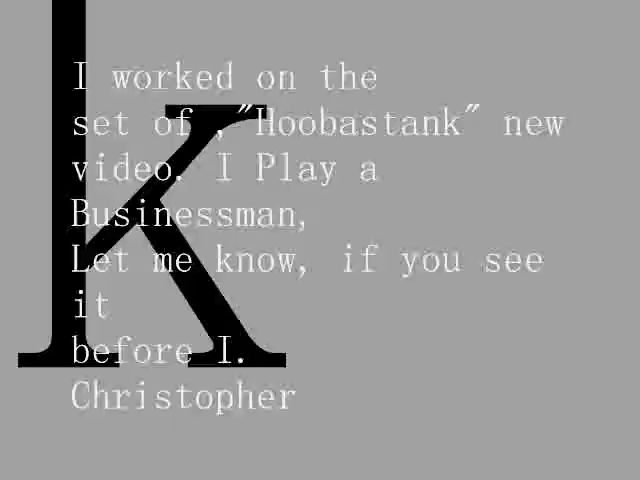 k
I worked on the
set of ,"Hoobastank" new
video. I Play a
Businessman,
Let me know, if you see
it
before I.
Christopher